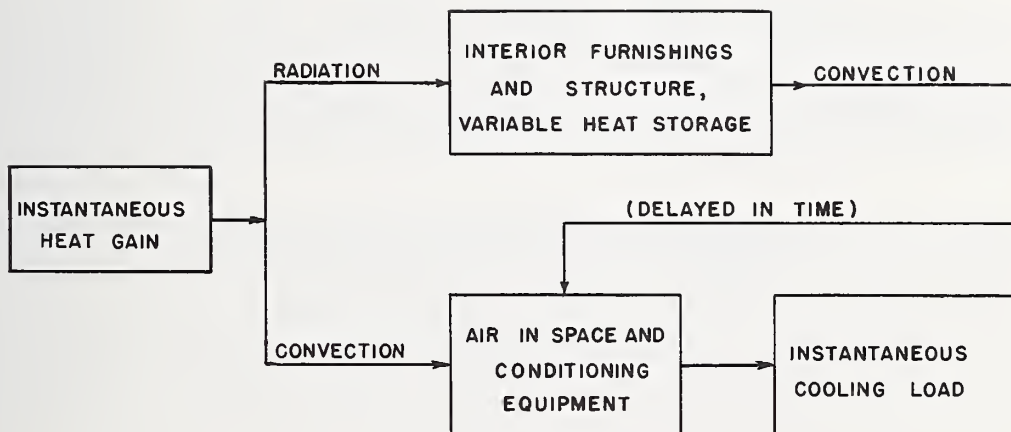 INSTANTANEOUS
HEAT GAIN
RADIATION
INTERIOR FURNISHINGS
AND STRUCTURE,
VARIABLE HEAT STORAGE
CONVECTION
(DELAYED IN TIME)
CONVECTION
AIR IN SPACE AND
CONDITIONING
EQUIPMENT
INSTANTANEOUS
COOLING LOAD